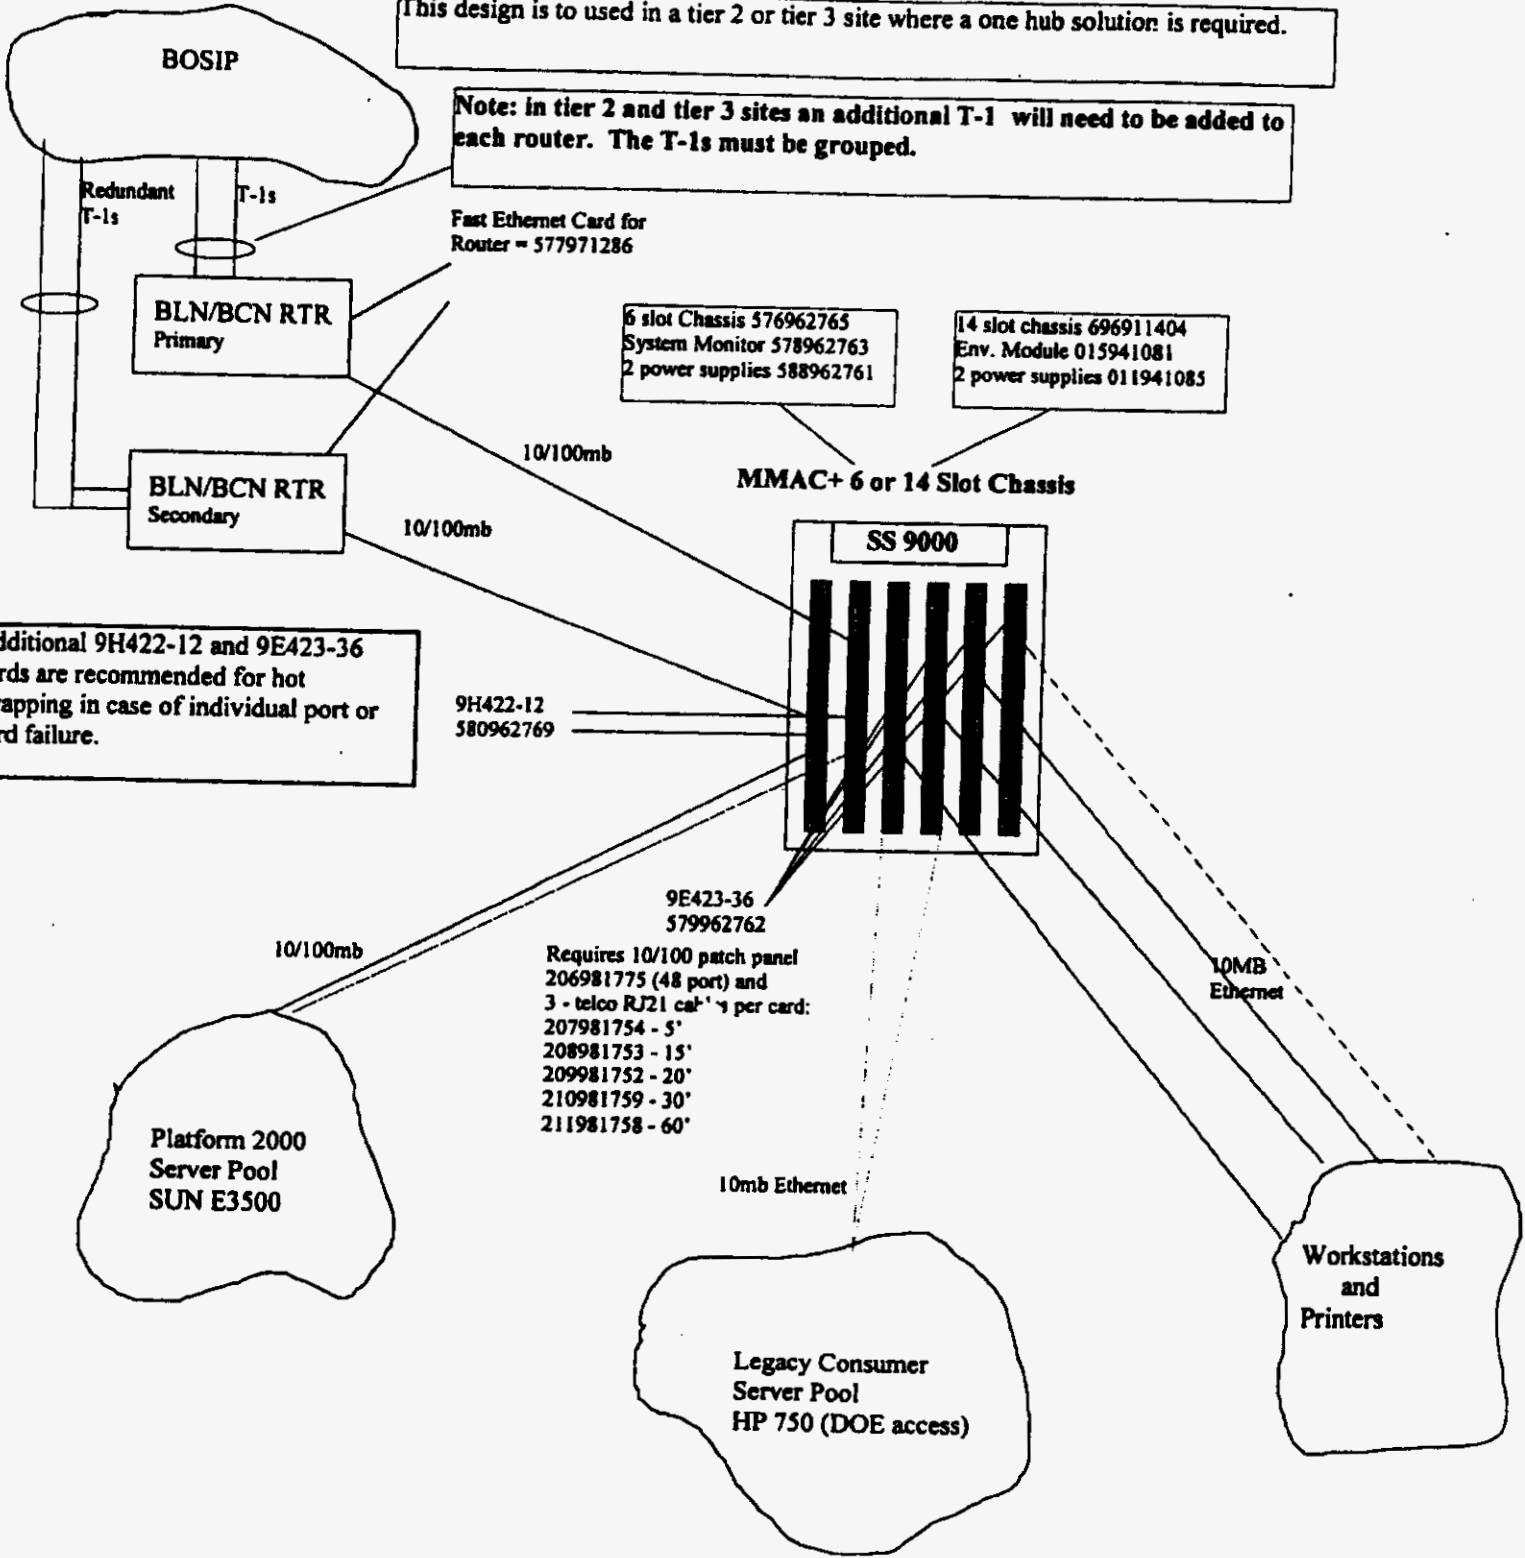 This design is to used in a tier 2 or tier 3 site where a one hub solution is required.
BOSIP
Note: in tier 2 and tier 3 sites an additional T-1 will need to be added to
each router. The T-1s must be grouped.
Redundant
T-1s
T-1s
Fast Ethernet Card for
Router = 577971286
BLN/BCN RTR
Primary
6 slot Chassis 576962765
System Monitor 578962763
2 power supplies 588962761
14 slot chassis 696911404
Env. Module 015941081
2 power supplies 011941085
10/100mb
MMAC+ 6 or 14 Slot Chassis
BLN/BCN RTR
Secondary
10/100mb
SS 9000
9H422-12 and 9E423-36
are recommended for hot
in case of individual port or
failure.
9H422-12
580962769
9E423-36
579962762
10/100mb
Requires 10/100 patch panel
206981775 (48 port) and
3 - telco RJ21 per card:
207981754 - 5'
208981753 - 15'
209981752 - 20'
210981759 - 30'
211981758 - 60'
10MB
Ethernet
Platform 2000
Server Pool
SUN E3500
10mb Ethernet
Workstations
and
Printers
Legacy Consumer
Server Pool
HP 750 (DOE access)